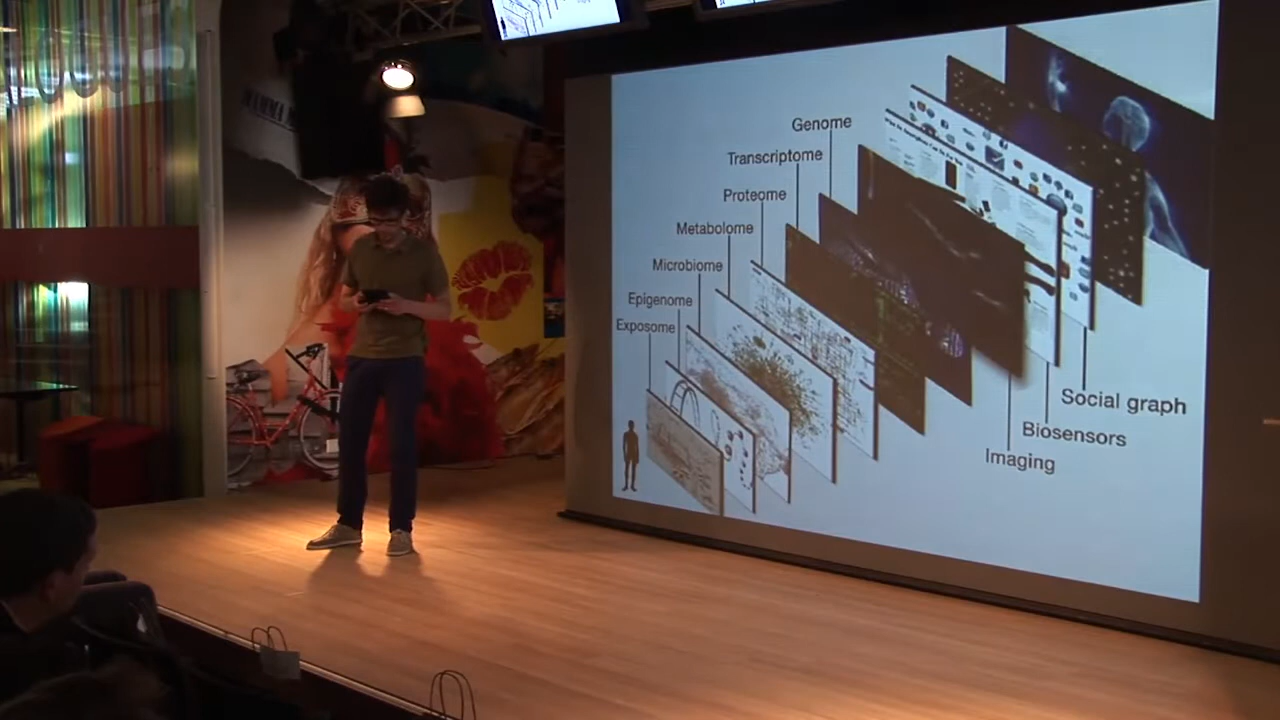 Genome
Transcriptome
Proteome
Metabolome
Microbiome
Epigenome
Exposome
Social graph
Biosensors
Imaging